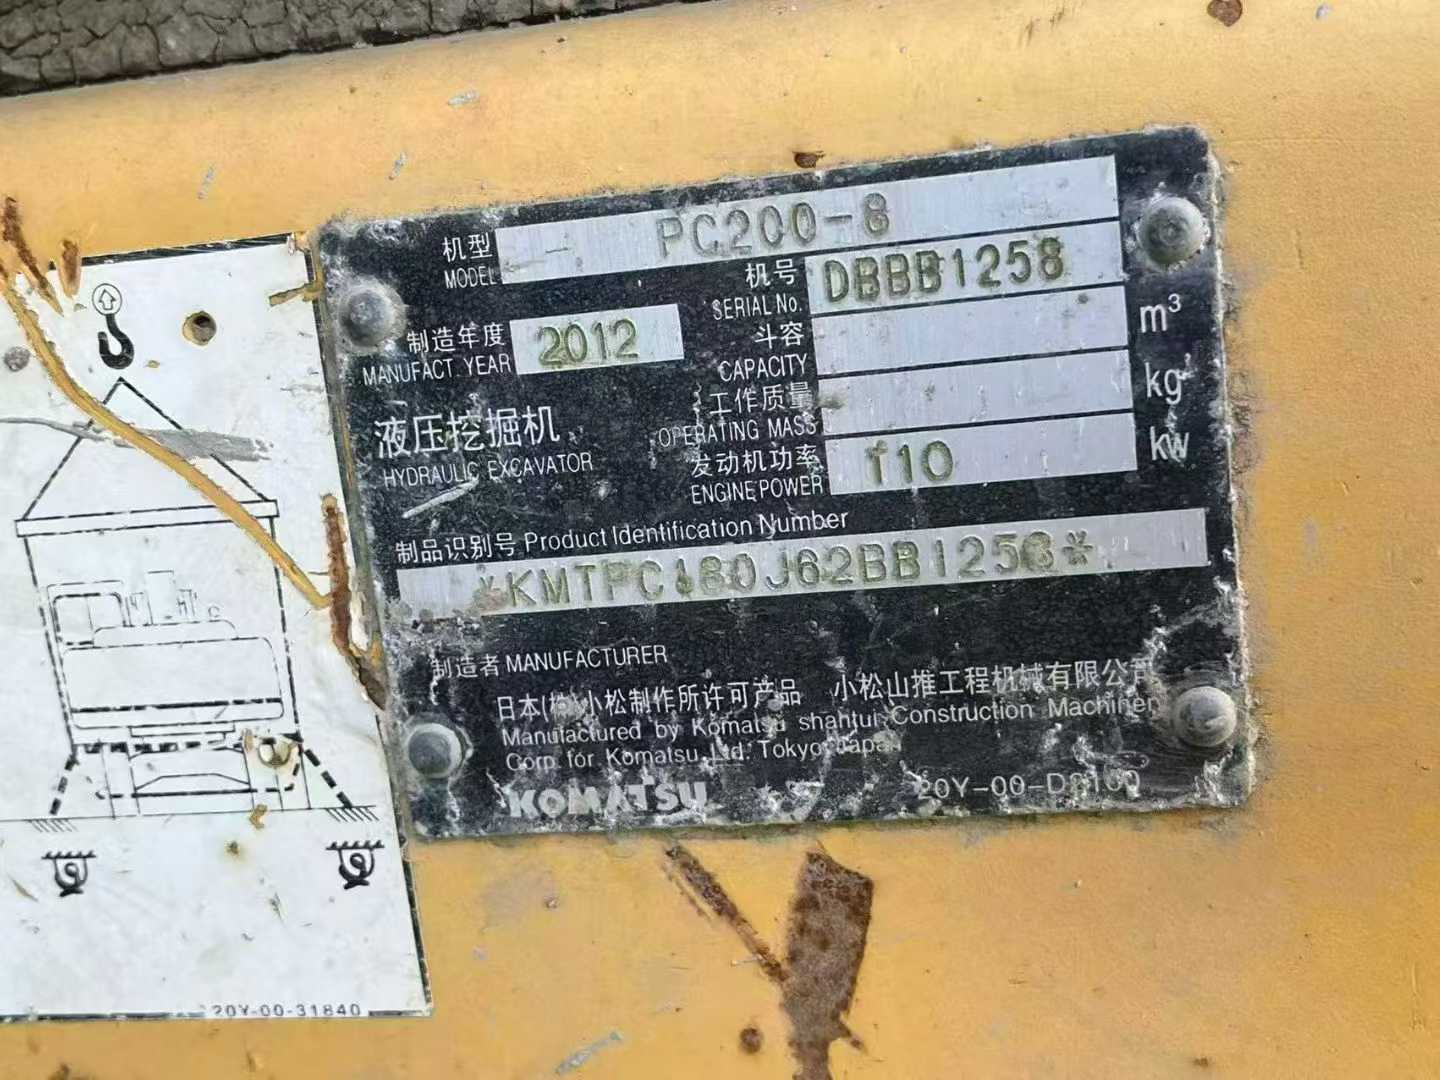 机型 MODEL PC200-8
机号 SERIAL No. DBBB1258
制造年度 MANUFACT YEAR 2012
斗容 CAPACITY m³
工作质量 OPERATING MASS kg
液压挖掘机
HYDRAULIC EXCAVATOR
发动机功率 ENGINE POWER 110 kw
制品识别号 Product Identification Number
*KMTPC180J62BB1258*
制造者 MANUFACTURER
日本(株)小松制作所许可产品 小松山推工程机械有限公司
Manufactured by Komatsu shantui Construction Machinery
Corp for Komatsu Ltd. Tokyo Japan
KOMATSU
20Y-00-31840